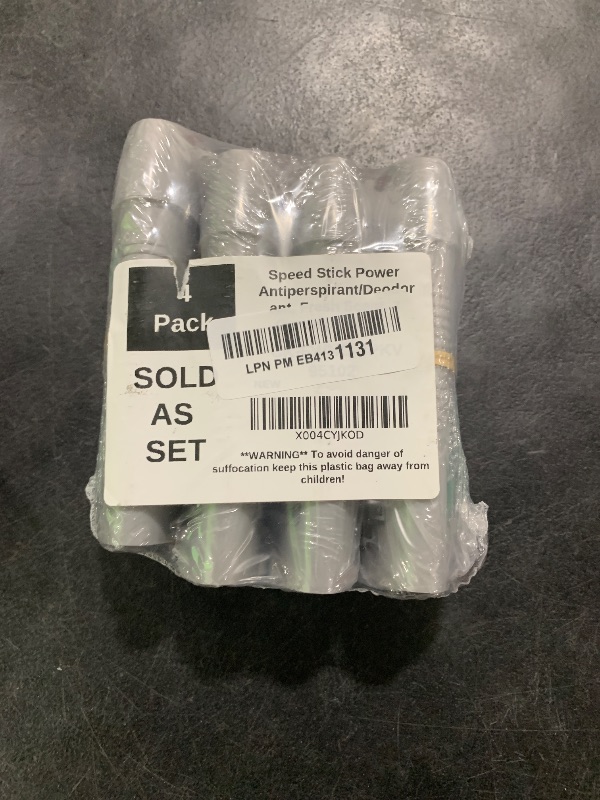 4
Pack
SOLD
AS
SET
Speed Stick Power
Antiperspirant/Deodor
ant,
LPN PM EB4131131
X004CYJKOD
**WARNING** To avoid danger of
suffocation keep this plastic bag away from
children!